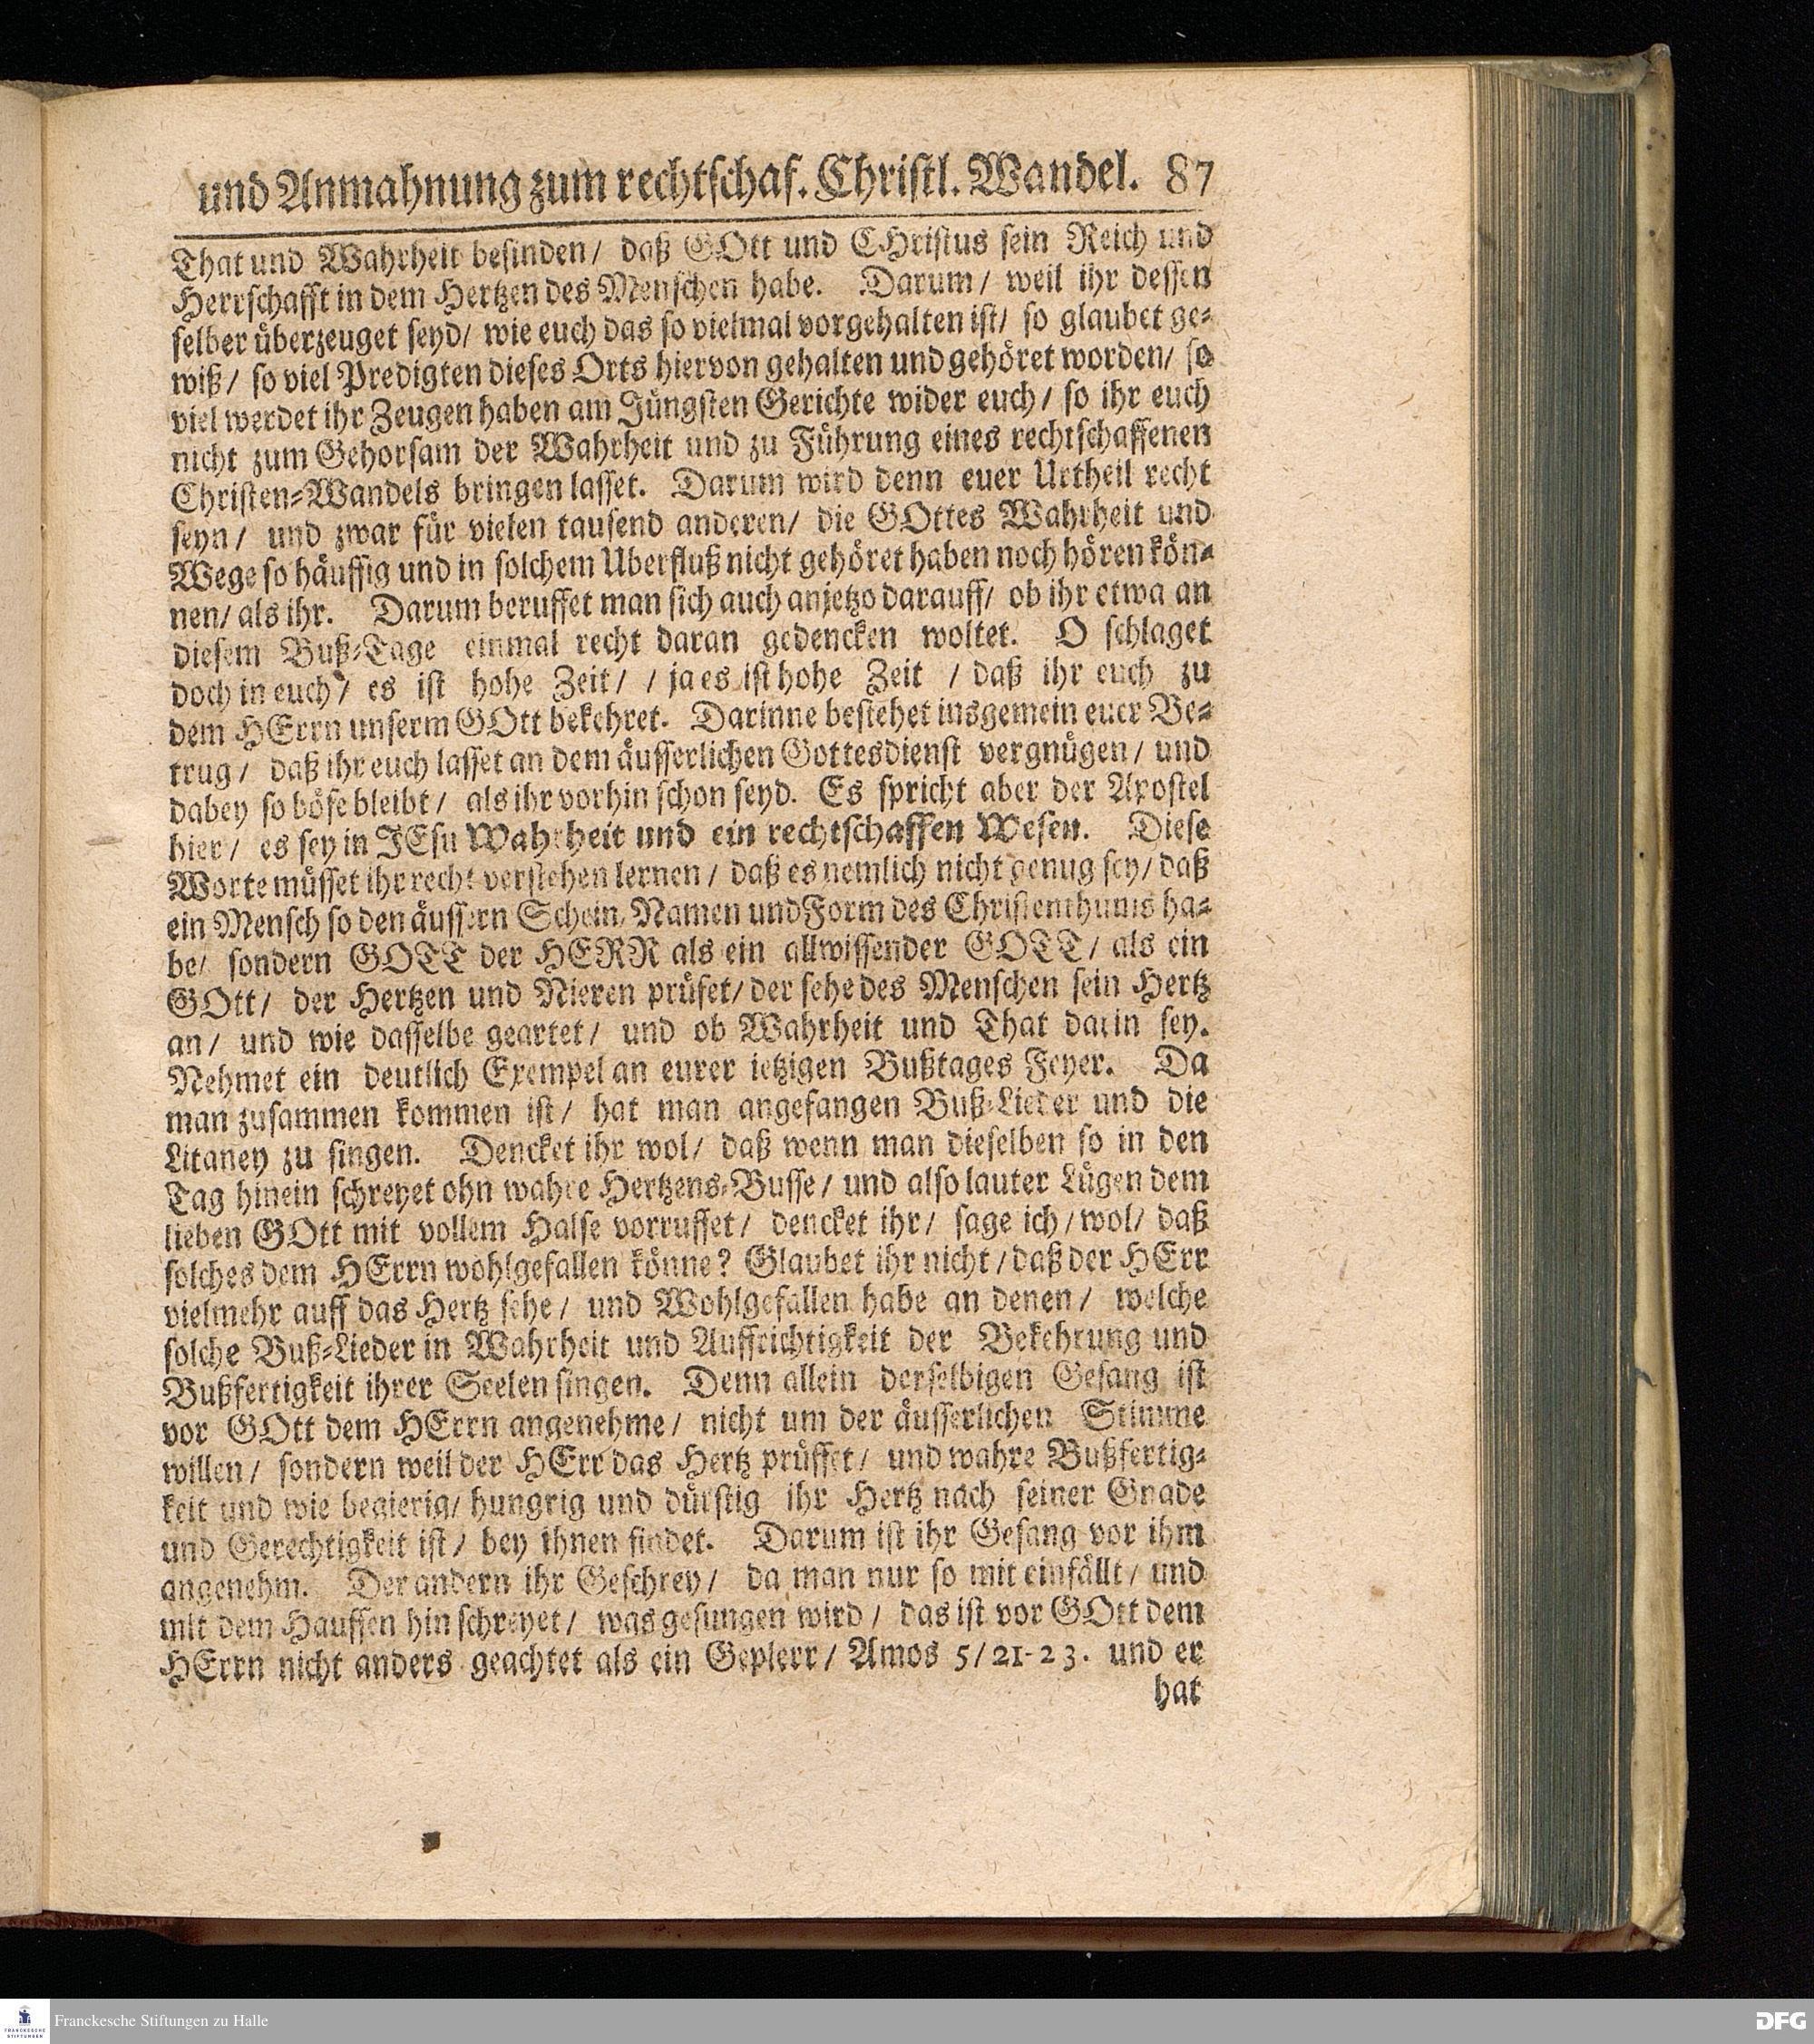 und Anmahnung zum rechtschaf. Christl. Wandel. 87
That und Wahrheit befinden/ daß GOtt und CHristus sein Reich und
Herrschafft in dem Hertzen des Menschen habe. Darum/ weil ihr dessen
selber überzeuget seyd/ wie euch das so vielmal vorgehalten ist/ so glaubet ge-
wiß/ so viel Predigten dieses Orts hiervon gehalten und gehöret worden/ so
viel werdet ihr Zeugen haben am Jüngsten Gerichte wider euch/ so ihr euch
nicht zum Gehorsam der Wahrheit und zu Führung eines rechtschaffenen
Christen-Wandels bringen lasset. Darum wird denn euer Urtheil recht
seyn/ und zwar für vielen tausend anderen/ die GOttes Wahrheit und
Wege so häuffig und in solchem Uberfluß nicht gehöret haben noch hören kön-
nen/ als ihr. Darum beruffet man sich auch anjetzo darauff/ ob ihr etwa an
diesem Buß-Tage einmal recht daran gedencken woltet. O schlaget
doch in euch/ es ist hohe Zeit/ / ja es ist hohe Zeit / daß ihr euch zu
dem HErrn unserm GOtt bekehret. Darinne bestehet insgemein euer Be-
trug/ daß ihr euch lasset an dem äusserlichen Gottesdienst vergnügen/ und
dabey so böse bleibt/ als ihr vorhin schon seyd. Es spricht aber der Apostel
hier/ es sey in JEsu Wahrheit und ein rechtschaffen Wesen. Diese
Worte müsset ihr recht verstehen lernen/ daß es nemlich nicht genug sey/ daß
ein Mensch so den äussern Schein, Namen und Form des Christenthums ha-
be/ sondern GOTT der HERR als ein allwissender GOTT/ als ein
GOtt/ der Hertzen und Nieren prüfet/ der sehe des Menschen sein Hertz
an/ und wie dasselbe geartet/ und ob Wahrheit und That darin sey.
Nehmet ein deutlich Exempel an eurer ietzigen Bußtages Feyer. Da
man zusammen kommen ist/ hat man angefangen Buß-Lieder und die
Litaney zu singen. Dencket ihr wol/ daß wenn man dieselben so in den
Tag hinein schreyet ohn wahre Hertzens-Busse/ und also lauter Lügen dem
lieben GOtt mit vollem Halse vorruffet/ dencket ihr/ sage ich/ wol/ daß
solches dem HErrn wohlgefallen könne? Glaubet ihr nicht/ daß der HErr
vielmehr auff das Hertz sehe/ und Wohlgefallen habe an denen/ welche
solche Buß-Lieder in Wahrheit und Auffrichtigkeit der Bekehrung und
Bußfertigkeit ihrer Seelen singen. Denn allein derselbigen Gesang ist
vor GOtt dem HErrn angenehme/ nicht um der äusserlichen Stimme
willen/ sondern weil der HErr das Hertz prüffet/ und wahre Bußfertig-
keit und wie begierig/ hungrig und dürstig ihr Hertz nach seiner Gnade
und Gerechtigkeit ist/ bey ihnen findet. Darum ist ihr Gesang vor ihm
angenehm. Der andern ihr Geschrey/ da man nur so mit einfällt/ und
mit dem Hauffen hin schreyet/ was gesungen wird/ das ist vor GOtt dem
HErrn nicht anders geachtet als ein Geplerr/ Amos 5/ 21-23. und er
hat
FRANCKESCHE
STIFTUNGEN
Franckesche Stiftungen zu Halle
DFG